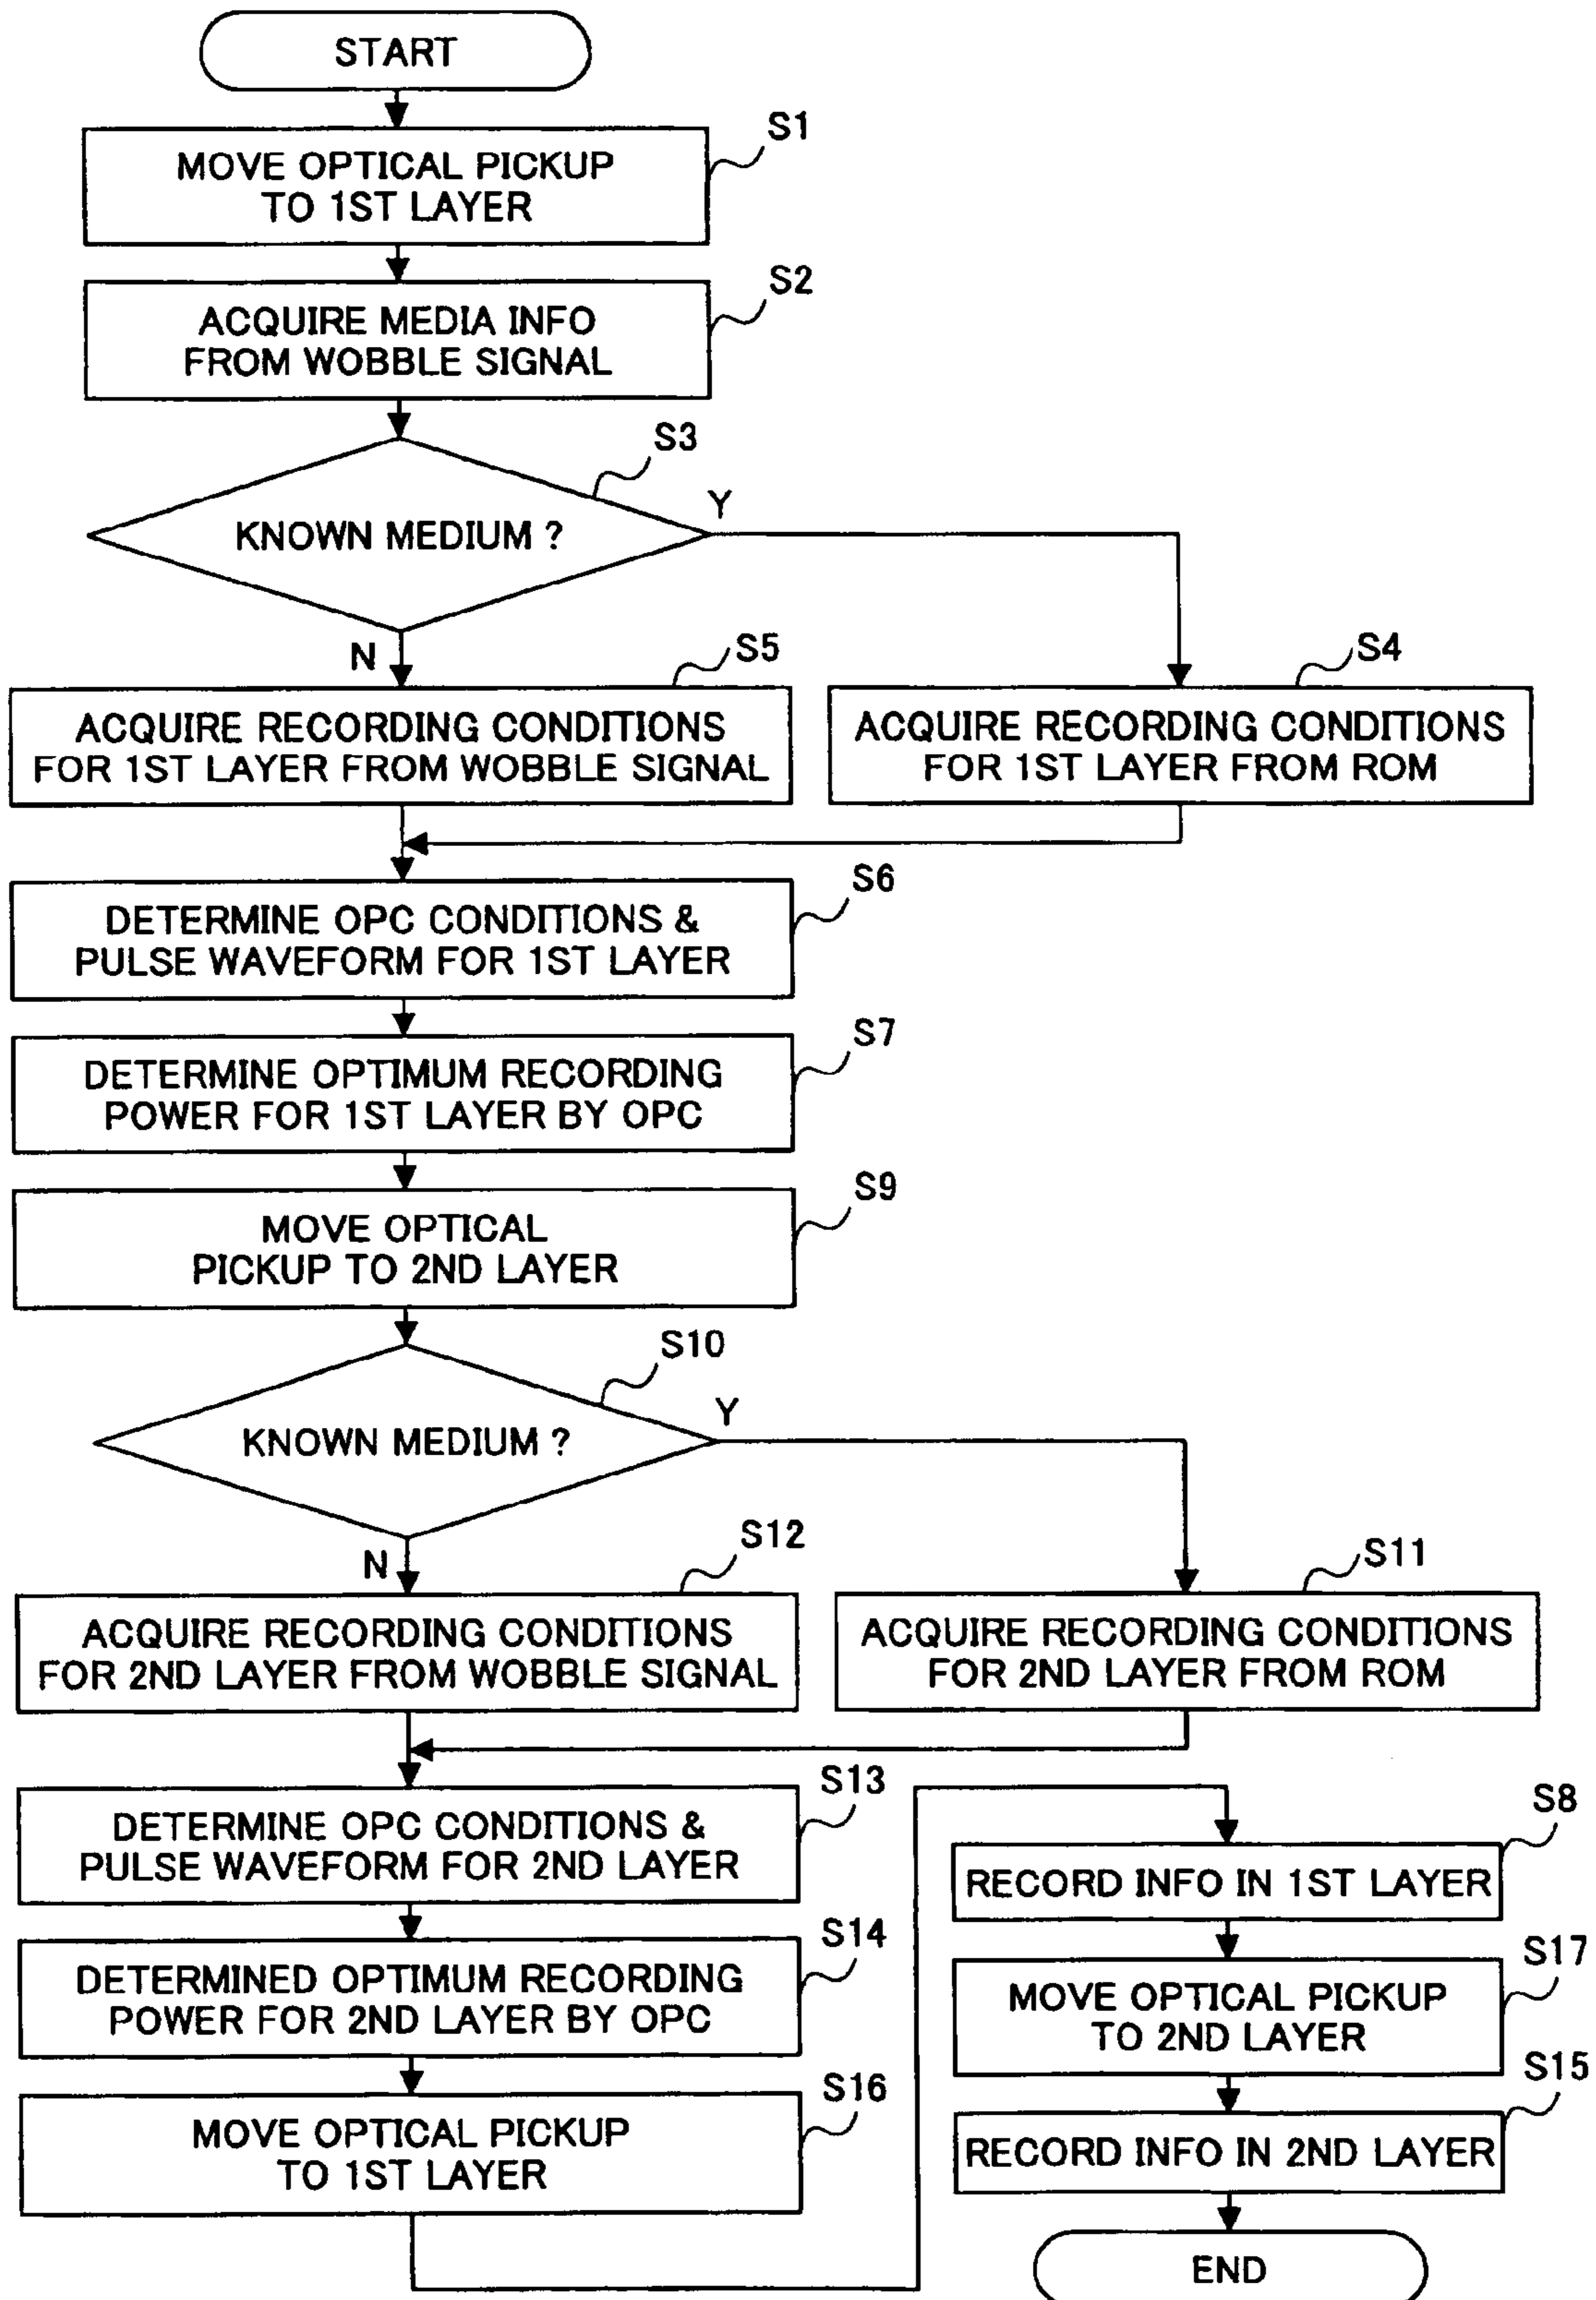 START
S1
MOVE OPTICAL PICKUP
TO 1ST LAYER
S2
ACQUIRE MEDIA INFO
FROM WOBBLE SIGNAL
S3
KNOWN MEDIUM ?
Y
N
S5
ACQUIRE RECORDING CONDITIONS
FOR 1ST LAYER FROM WOBBLE SIGNAL
S4
ACQUIRE RECORDING CONDITIONS
FOR 1ST LAYER FROM ROM
S6
DETERMINE OPC CONDITIONS &
PULSE WAVEFORM FOR 1ST LAYER
S7
DETERMINE OPTIMUM RECORDING
POWER FOR 1ST LAYER BY OPC
S9
MOVE OPTICAL
PICKUP TO 2ND LAYER
S10
KNOWN MEDIUM ?
Y
N
S12
ACQUIRE RECORDING CONDITIONS
FOR 2ND LAYER FROM WOBBLE SIGNAL
S11
ACQUIRE RECORDING CONDITIONS
FOR 2ND LAYER FROM ROM
S13
DETERMINE OPC CONDITIONS &
PULSE WAVEFORM FOR 2ND LAYER
S14
DETERMINED OPTIMUM RECORDING
POWER FOR 2ND LAYER BY OPC
S16
MOVE OPTICAL PICKUP
TO 1ST LAYER
S8
RECORD INFO IN 1ST LAYER
S17
MOVE OPTICAL PICKUP
TO 2ND LAYER
S15
RECORD INFO IN 2ND LAYER
END